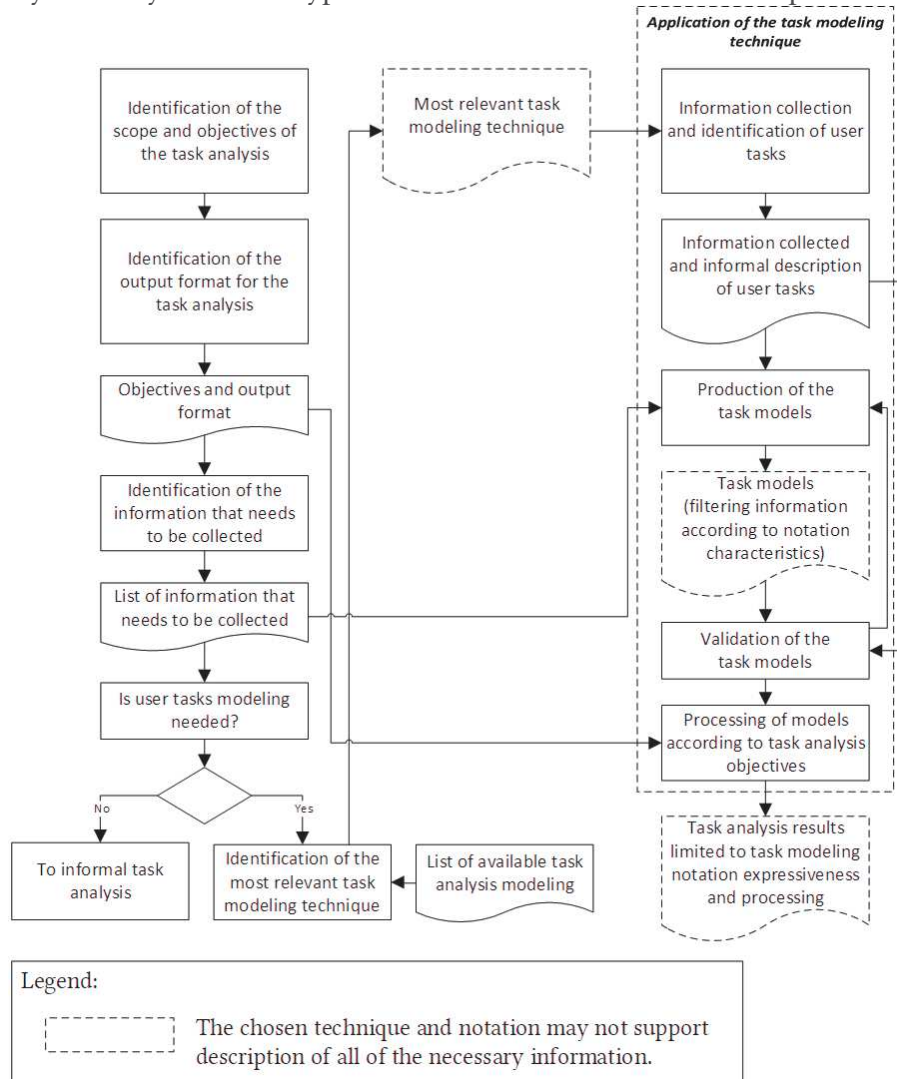 Identification of the
scope and objectives of
the task analysis
Identification of the
output format for the
task analysis
Objectives and output
format
Identification of the
information that needs
to be collected
List of information that
needs to be collected
Is user tasks modeling
needed?
No
Yes
To informal task
analysis
Identification of the
most relevant task
modeling technique
List of available task
analysis modeling
Most relevant task
modeling technique
Application of the task modeling
technique
Information collection
and identification of user
tasks
Information collected
and informal description
of user tasks
Production of the
task models
Task models
(filtering information
according to notation
characteristics)
Validation of the
task models
Processing of models
according to task analysis
objectives
Task analysis results
limited to task modeling
notation expressiveness
and processing
Legend:
The chosen technique and notation may not support
description of all of the necessary information.